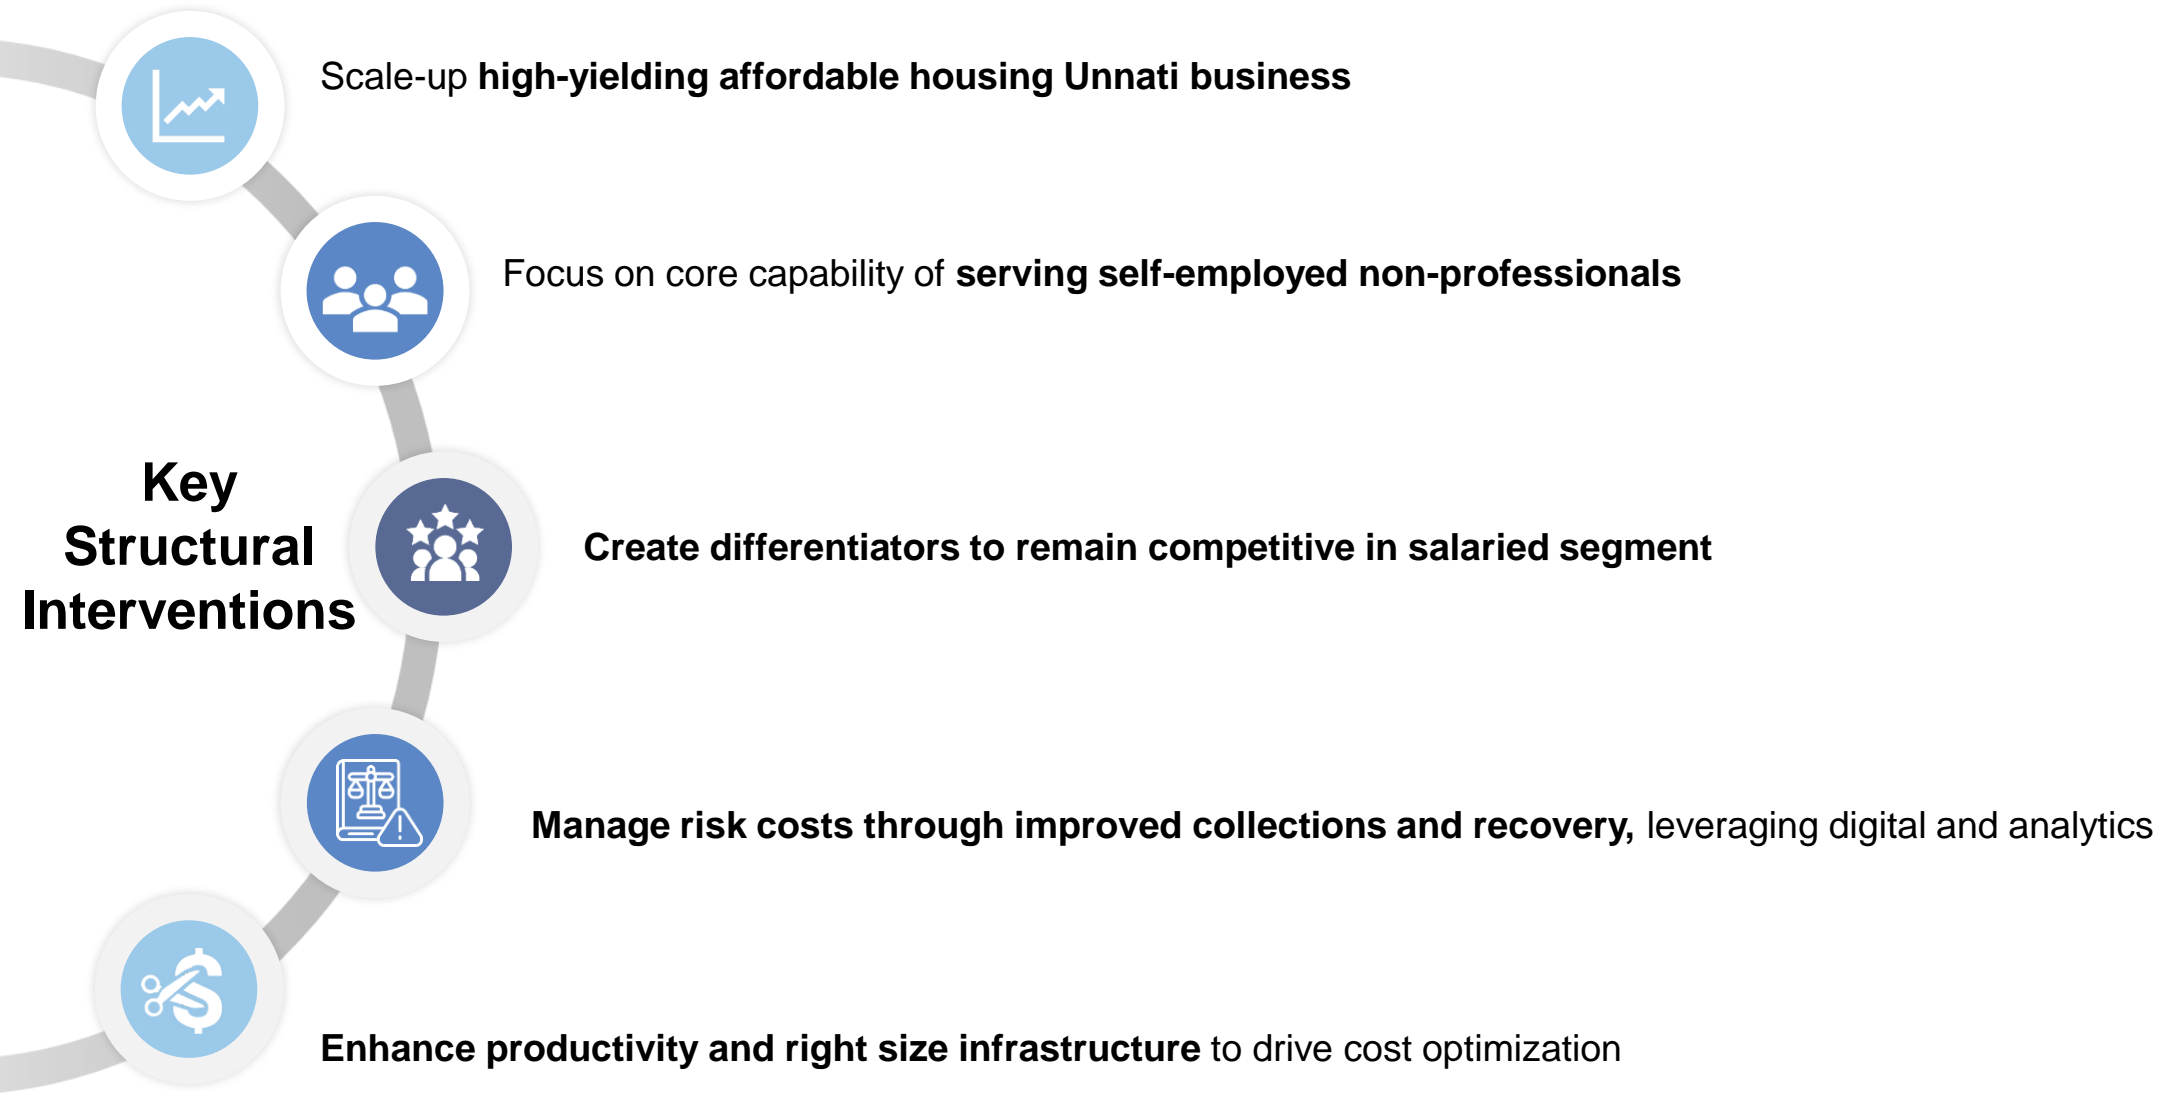 Scale-up high-yielding affordable housing Unnati business
Focus on core capability of serving self-employed non-professionals
Key
Structural
Interventions
Create differentiators to remain competitive in salaried segment
Manage risk costs through improved collections and recovery, leveraging digital and analytics
Enhance productivity and right size infrastructure to drive cost optimization